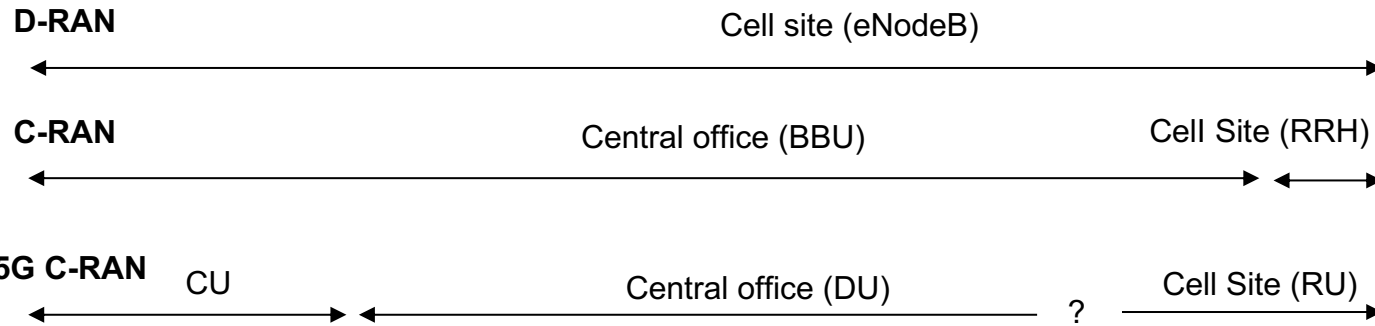 D-RAN
Cell site (eNodeB)
C-RAN
Central office (BBU)
Cell Site (RRH)
5G C-RAN
CU
Central office (DU)
?
Cell Site (RU)